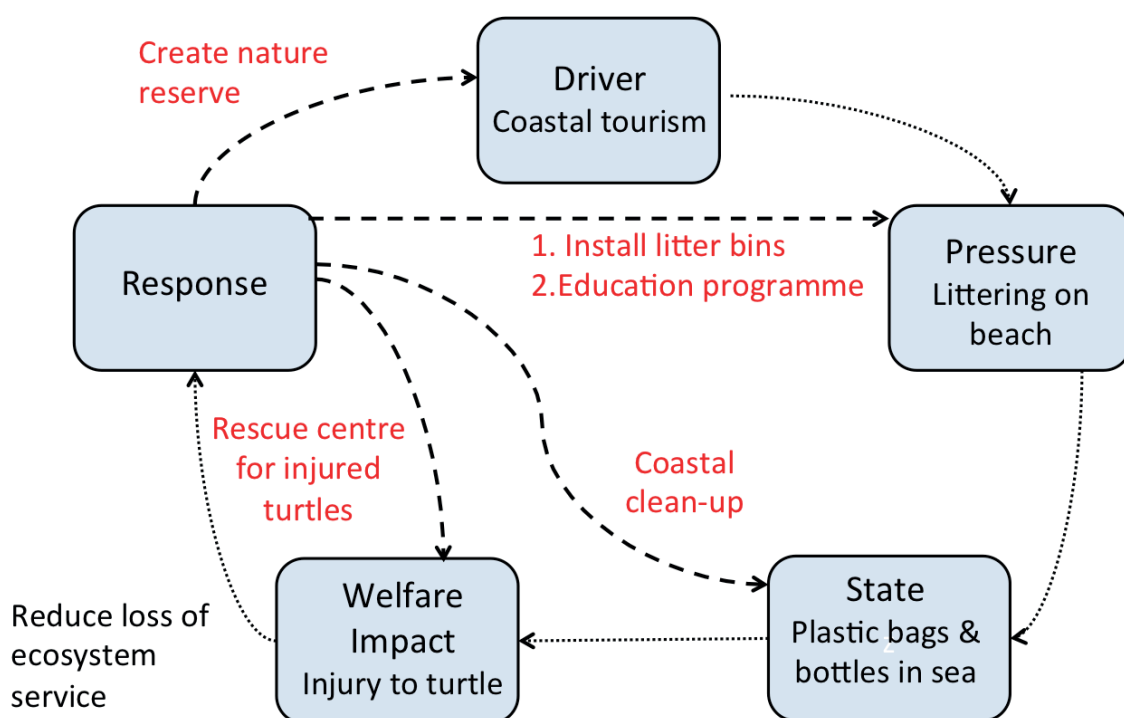 Create nature
reserve
Driver
Coastal tourism
Response
1. Install litter bins
2.Education programme
Pressure
Littering on
beach
Rescue centre
for injured
turtles
Coastal
clean-up
Reduce loss of
ecosystem
service
Welfare
Impact
Injury to turtle
State
Plastic bags &
bottles in sea
z